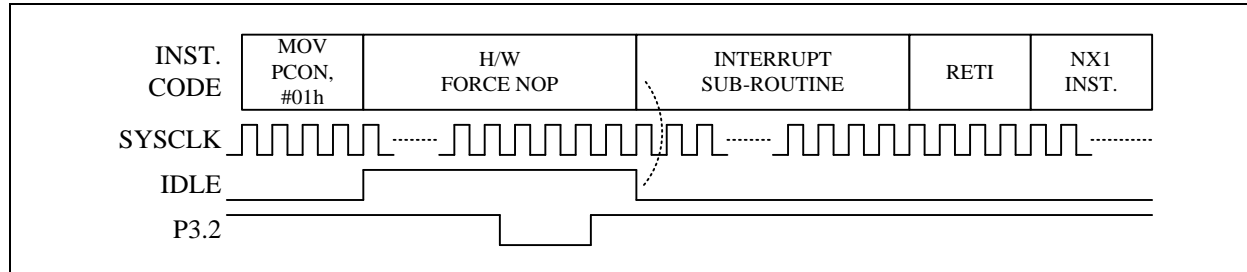 INST.
CODE
MOV
PCON,
#01h
H/W
FORCE NOP
INTERRUPT
SUB-ROUTINE
RETI
NX1
INST.
SYSCLK
IDLE
P3.2